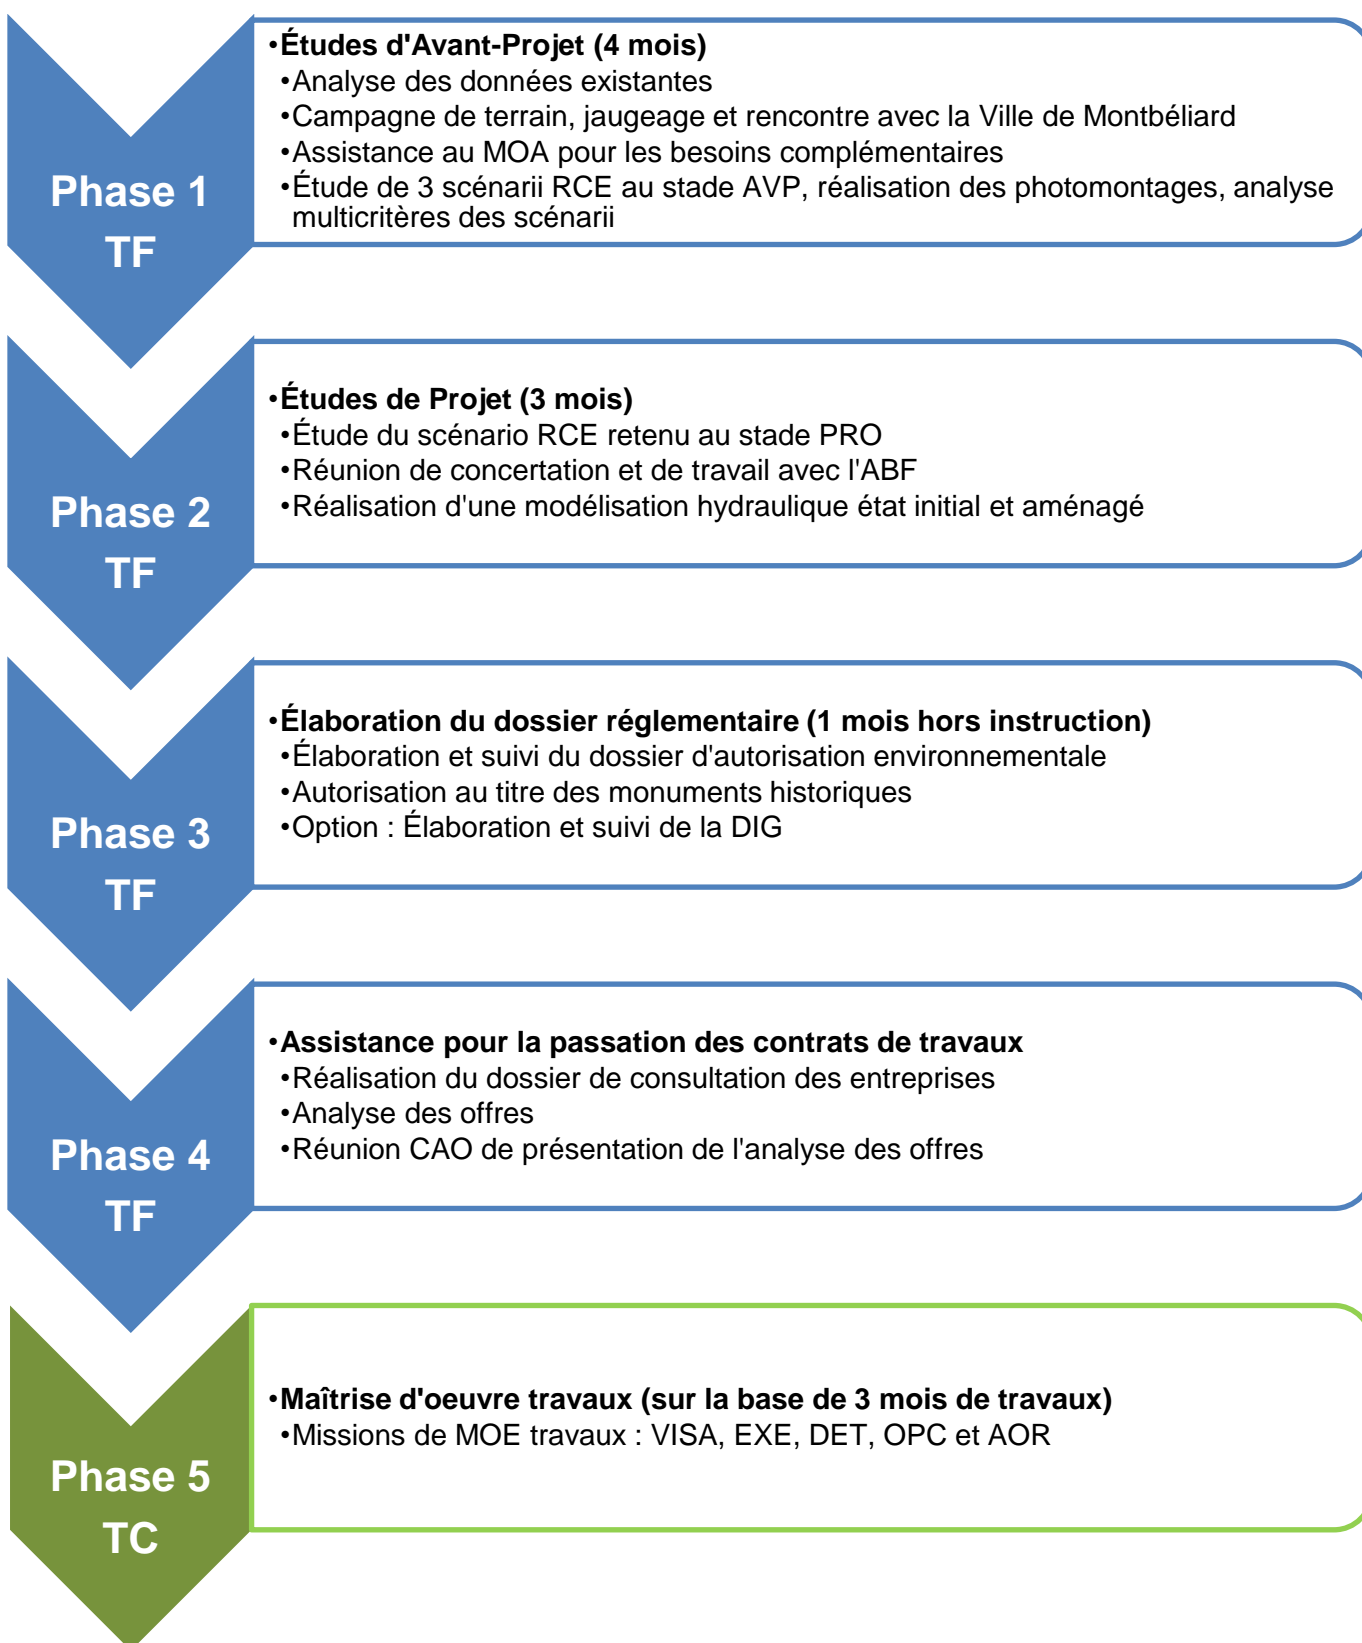 Phase 1
TF
•Études d'Avant-Projet (4 mois)
•Analyse des données existantes
•Campagne de terrain, jaugeage et rencontre avec la Ville de Montbéliard
•Assistance au MOA pour les besoins complémentaires
•Étude de 3 scénarii RCE au stade AVP, réalisation des photomontages, analyse
multicritères des scénarii
Phase 2
TF
•Études de Projet (3 mois)
•Étude du scénario RCE retenu au stade PRO
•Réunion de concertation et de travail avec l'ABF
•Réalisation d'une modélisation hydraulique état initial et aménagé
Phase 3
TF
•Élaboration du dossier réglementaire (1 mois hors instruction)
•Élaboration et suivi du dossier d'autorisation environnementale
•Autorisation au titre des monuments historiques
•Option : Élaboration et suivi de la DIG
Phase 4
TF
•Assistance pour la passation des contrats de travaux
•Réalisation du dossier de consultation des entreprises
•Analyse des offres
•Réunion CAO de présentation de l'analyse des offres
Phase 5
TC
•Maîtrise d'oeuvre travaux (sur la base de 3 mois de travaux)
•Missions de MOE travaux : VISA, EXE, DET, OPC et AOR